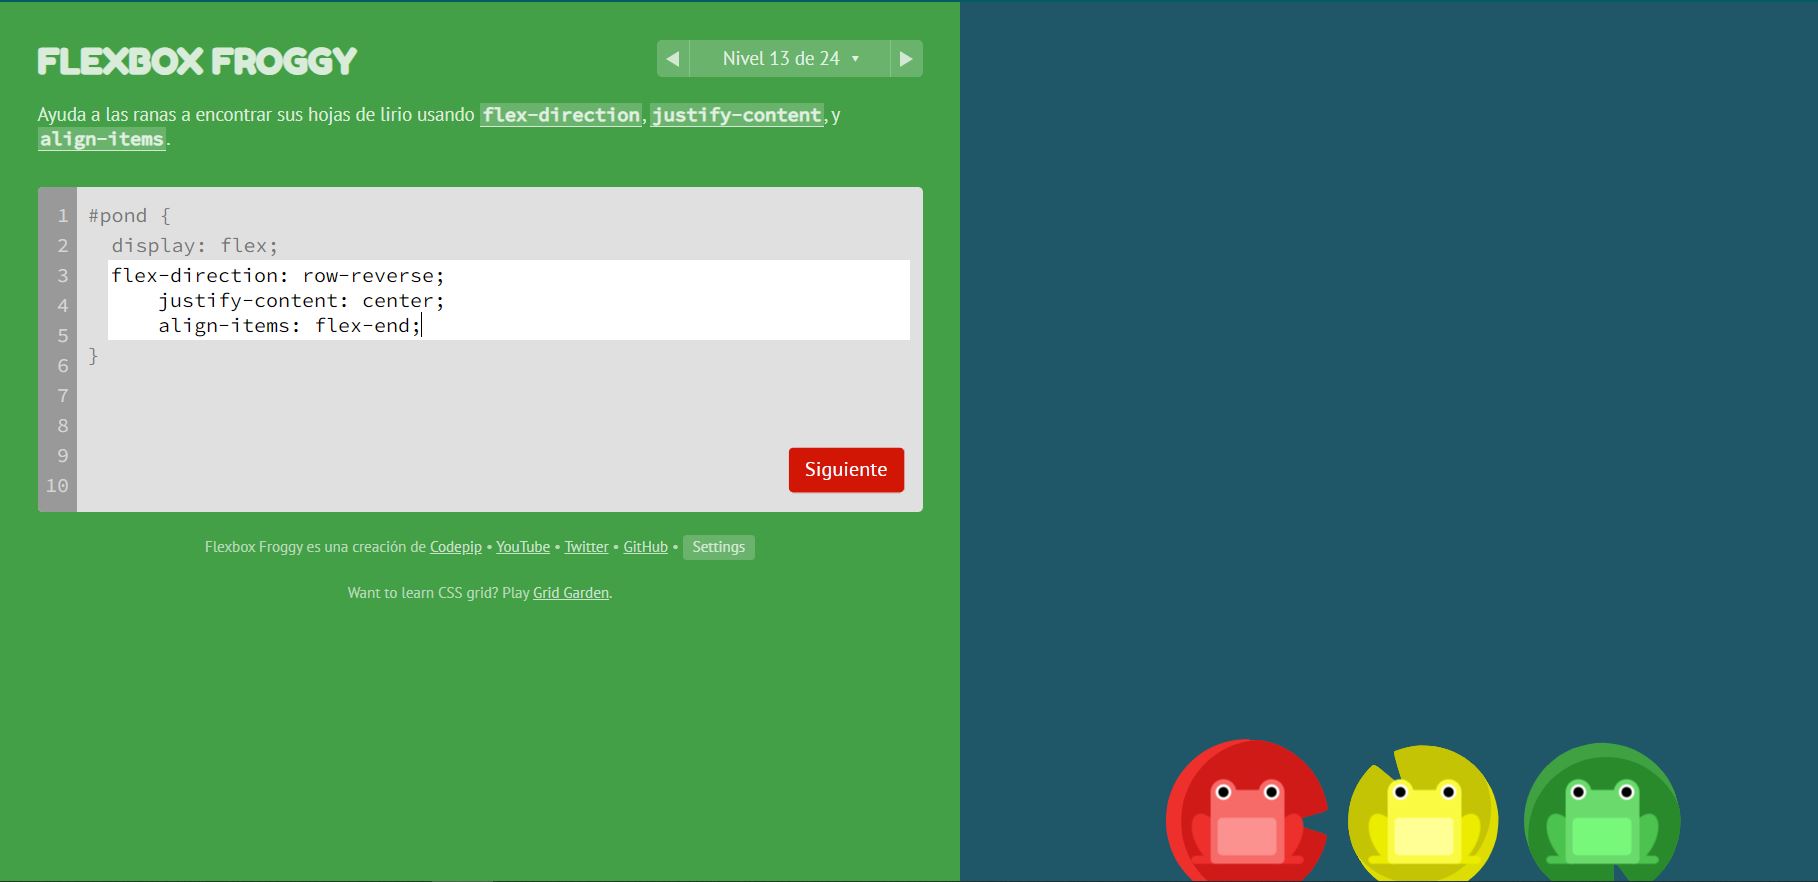 FLEXBOX FROGGY
◀ Nivel 13 de 24 ▾ ▶
Ayuda a las ranas a encontrar sus hojas de lirio usando flex-direction, justify-content, y
align-items.
1 #pond {
2 display: flex;
3 flex-direction: row-reverse;
4 justify-content: center;
5 align-items: flex-end;
6 }
7
8
9
10
Siguiente
Flexbox Froggy es una creación de Codepip • YouTube • Twitter • GitHub • Settings
Want to learn CSS grid? Play Grid Garden.